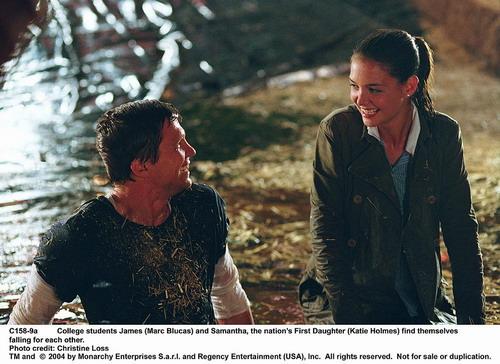 C158-9a College students James (Marc Blucas) and Samantha, the nation's First Daughter (Katie Holmes) find themselves
falling for each other.
Photo credit: Christine Loss
TM and © 2004 by Monarchy Enterprises S.a.r.l. and Regency Entertainment (USA), Inc. All rights reserved. Not for sale or duplication.